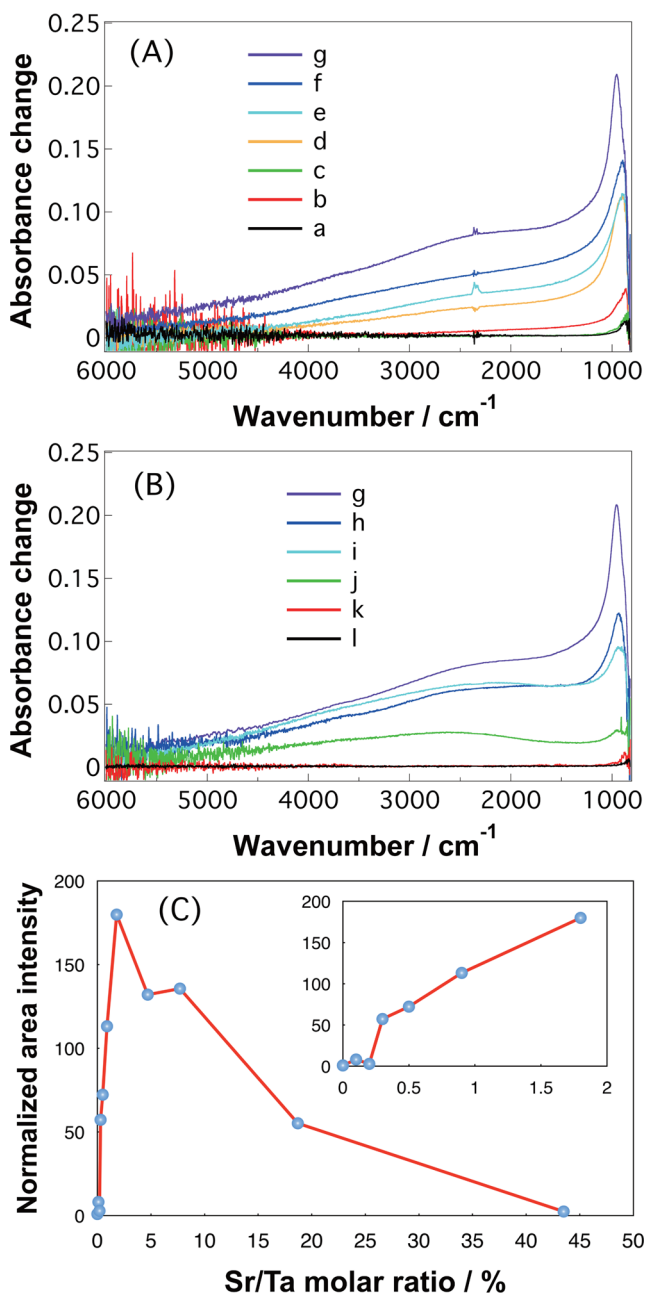 (A)
g
f
e
d
c
b
a
0.25
0.20
0.15
0.10
0.05
0
Absorbance change
6000 5000 4000 3000 2000 1000
Wavenumber / cm-1
(B)
g
h
i
j
k
l
0.25
0.20
0.15
0.10
0.05
0
Absorbance change
6000 5000 4000 3000 2000 1000
Wavenumber / cm-1
(C)
200
150
100
50
0
Normalized area intensity
200
150
100
50
0
0 0.5 1 1.5 2
0 5 10 15 20 25 30 35 40 45 50
Sr/Ta molar ratio / %